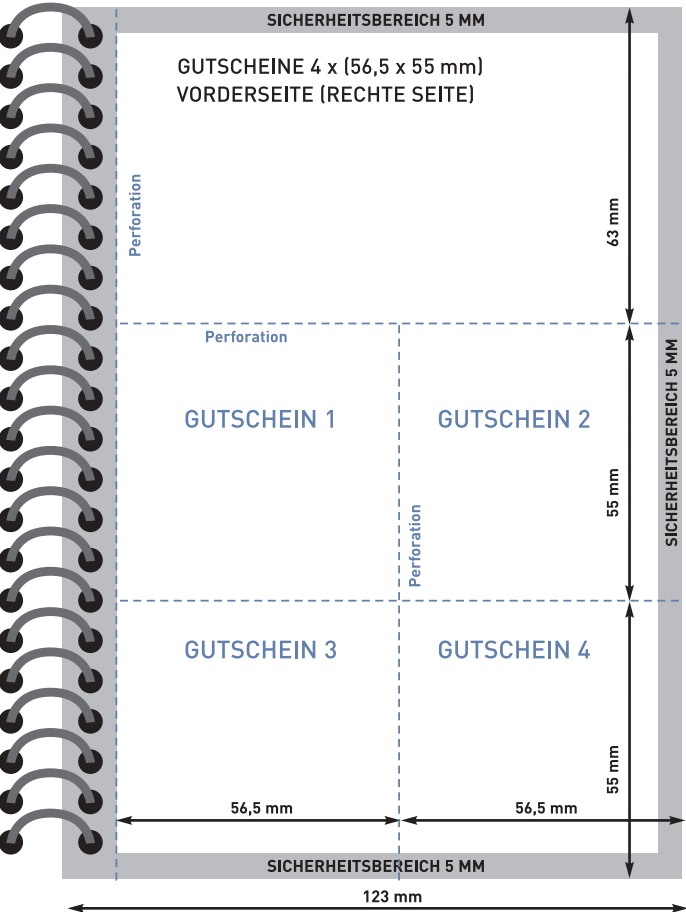 SICHERHEITSBEREICH 5 MM
GUTSCHEINE 4 x (56,5 x 55 mm)
VORDERSEITE (RECHTE SEITE)
Perforation
63 mm
Perforation
SICHERHEITSBEREICH 5 MM
GUTSCHEIN 1
GUTSCHEIN 2
55 mm
Perforation
GUTSCHEIN 3
GUTSCHEIN 4
55 mm
56,5 mm
56,5 mm
SICHERHEITSBEREICH 5 MM
123 mm